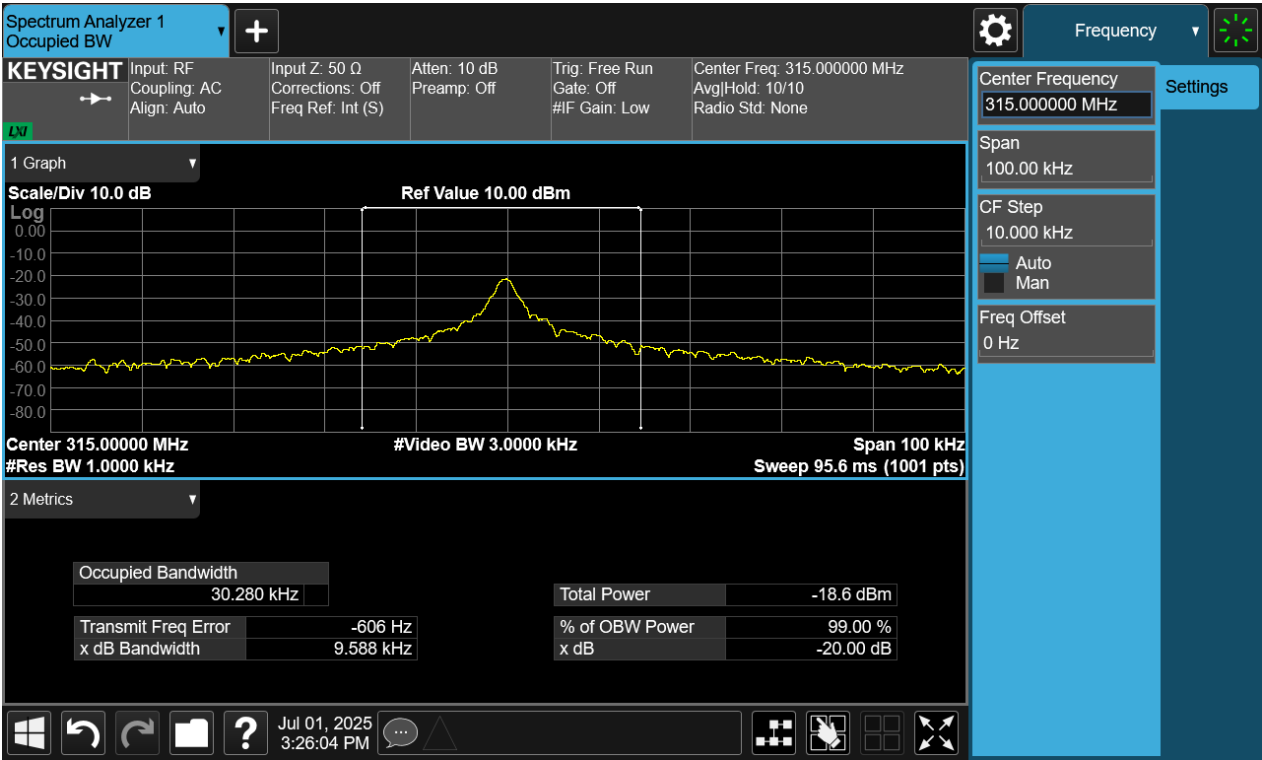 Spectrum Analyzer 1
Occupied BW
Frequency
KEYSIGHT
LXI
Input: RF
Coupling: AC
Align: Auto
Input Z: 50 Ω
Corrections: Off
Freq Ref: Int (S)
Atten: 10 dB
Preamp: Off
Trig: Free Run
Gate: Off
#IF Gain: Low
Center Freq: 315.000000 MHz
Avg|Hold: 10/10
Radio Std: None
1 Graph
Scale/Div 10.0 dB
Ref Value 10.00 dBm
Log
0.00
-10.0
-20.0
-30.0
-40.0
-50.0
-60.0
-70.0
-80.0
Center 315.00000 MHz
#Video BW 3.0000 kHz
Span 100 kHz
#Res BW 1.0000 kHz
Sweep 95.6 ms (1001 pts)
2 Metrics
Occupied Bandwidth
30.280 kHz
Total Power -18.6 dBm
Transmit Freq Error -606 Hz
% of OBW Power 99.00 %
x dB Bandwidth 9.588 kHz
x dB -20.00 dB
Jul 01, 2025
3:26:04 PM
Center Frequency
315.000000 MHz
Settings
Span
100.00 kHz
CF Step
10.000 kHz
Auto
Man
Freq Offset
0 Hz